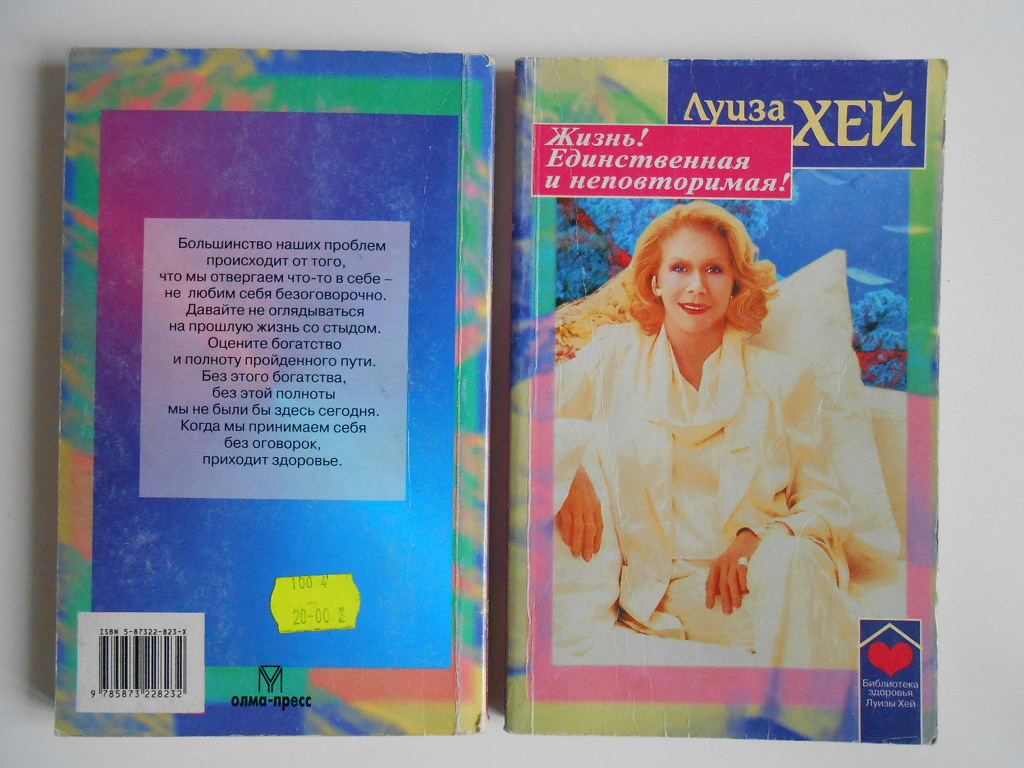 Большинство наших проблем
происходит от того,
что мы отвергаем что-то в себе –
не любим себя безоговорочно.
Давайте не оглядываться
на прошлую жизнь со стыдом.
Оцените богатство
и полноту пройденного пути.
Без этого богатства,
без этой полноты
мы не были бы здесь сегодня.
Когда мы принимаем себя
без оговорок,
приходит здоровье.
20-00
ISBN 5-87322-823-X
9 785873 228232
олма-пресс
Луиза ХЕЙ
Жизнь!
Единственная
и неповторимая!
Библиотека
здоровья
Луизы Хей